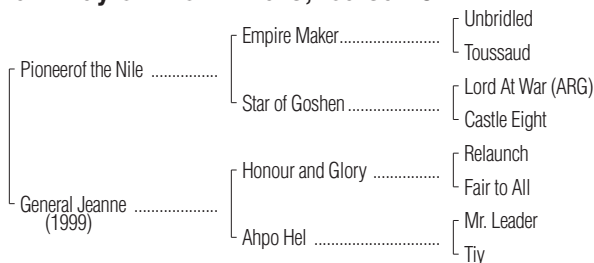 Unbridled
Empire Maker....................
Toussaud
Pioneerof the Nile ...............
Lord At War (ARG)
Star of Goshen.....................
Castle Eight
Relaunch
Honour and Glory ...............
Fair to All
General Jeanne ...................
(1999)
Mr. Leader
Ahpo Hel ............................
Tiy